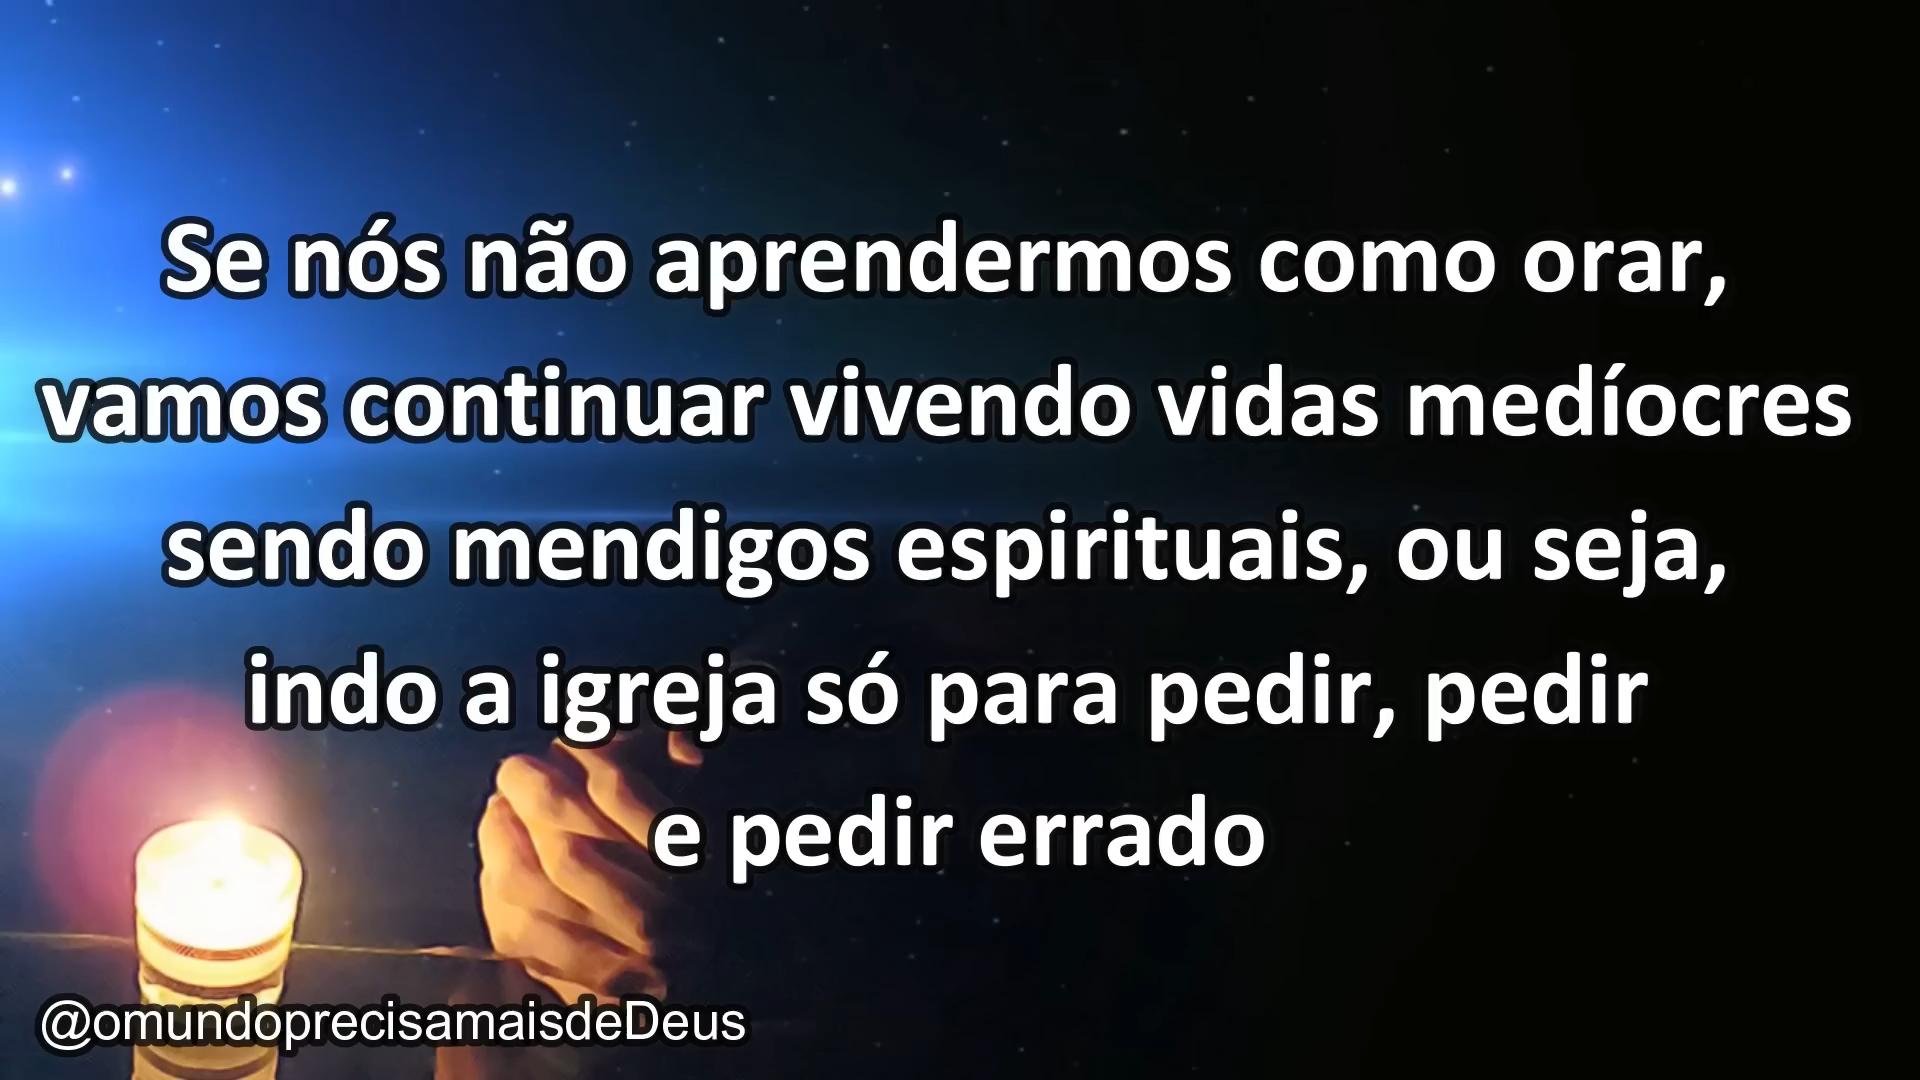 Se nós não aprendermos como orar,
vamos continuar vivendo vidas medíocres
sendo mendigos espirituais, ou seja,
indo a igreja só para pedir, pedir
e pedir errado
@omundoprecisamaisdeDeus